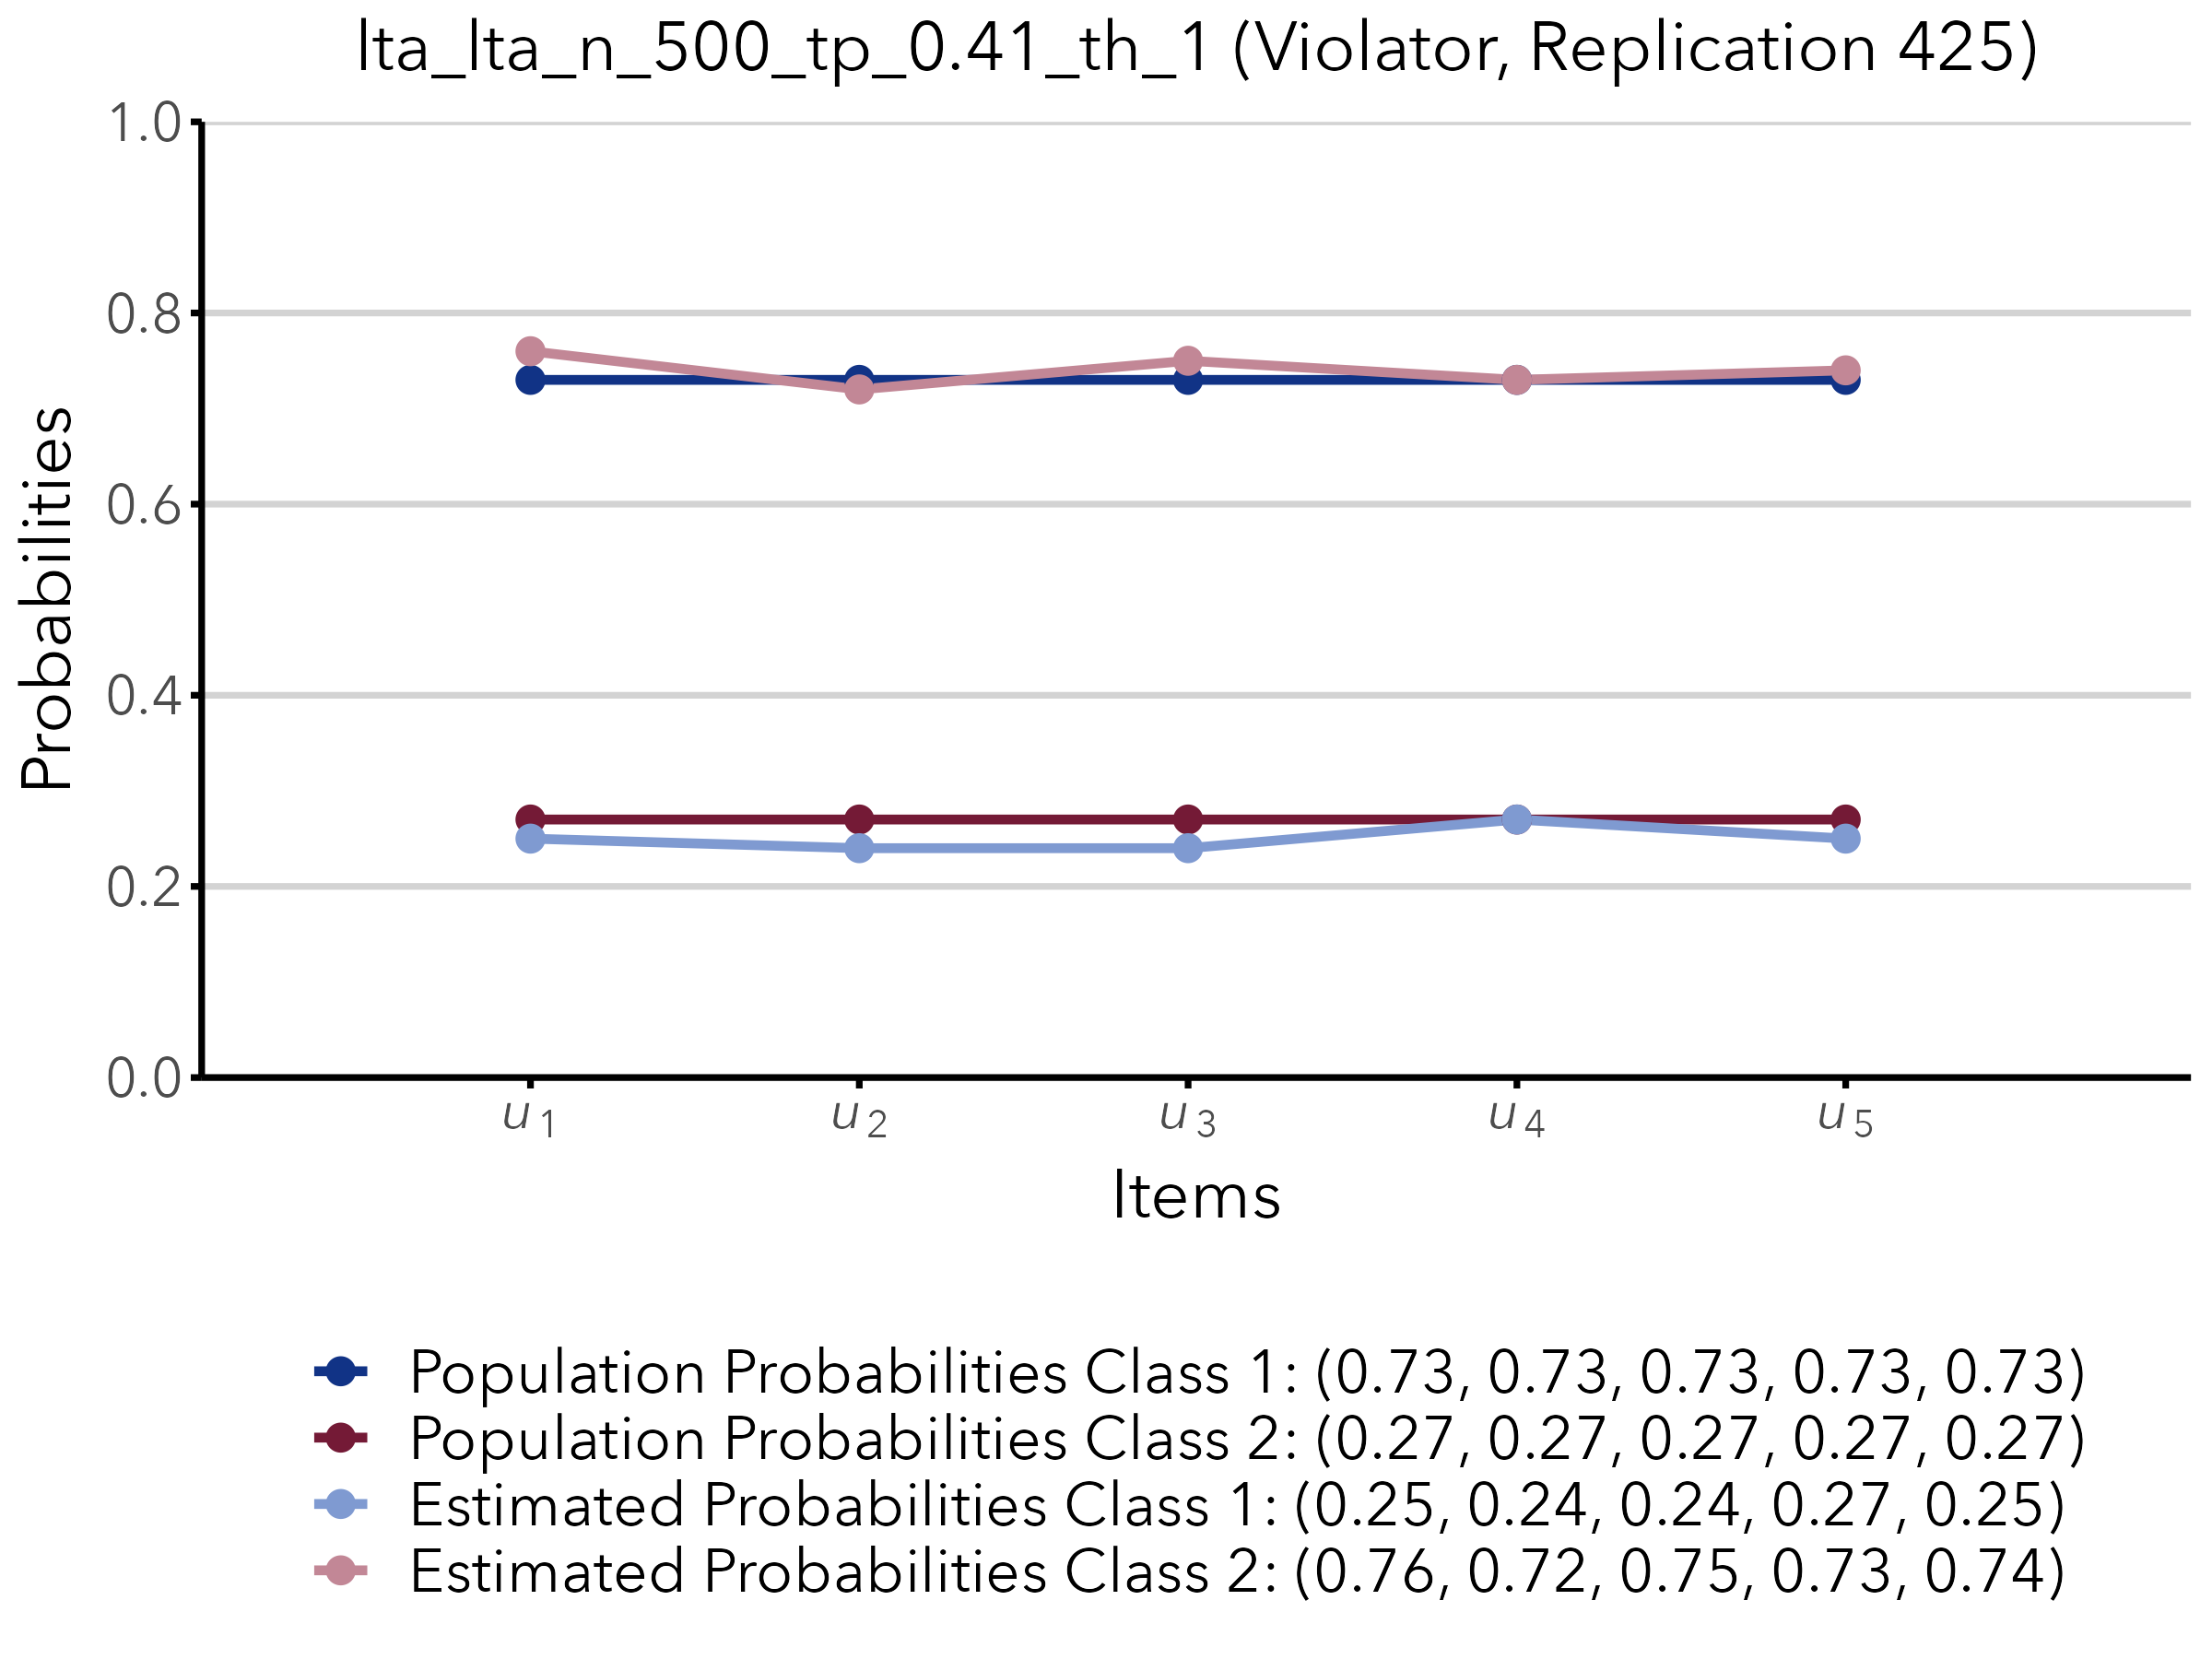 lta_lta_n_500_tp_0.41_th_1 (Violator, Replication 425)
1.0
0.8
0.6
0.4
0.2
0.0
Probabilities
u1 u2 u3 u4 u5
Items
Population Probabilities Class 1: (0.73, 0.73, 0.73, 0.73, 0.73)
Population Probabilities Class 2: (0.27, 0.27, 0.27, 0.27, 0.27)
Estimated Probabilities Class 1: (0.25, 0.24, 0.24, 0.27, 0.25)
Estimated Probabilities Class 2: (0.76, 0.72, 0.75, 0.73, 0.74)